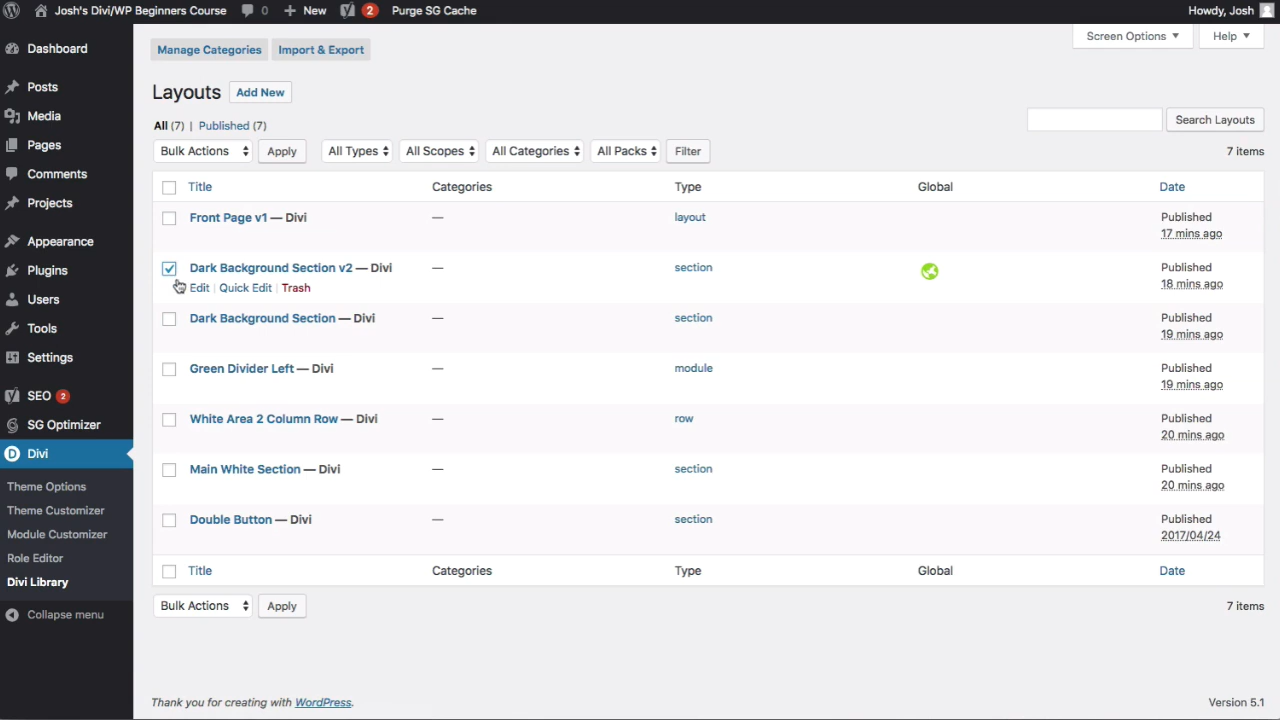 Josh's Divi/WP Beginners Course 0 New 2 Purge SG Cache Howdy, Josh
Dashboard
Posts
Media
Pages
Comments
Projects
Appearance
Plugins
Users
Tools
Settings
SEO 2
SG Optimizer
Divi
Theme Options
Theme Customizer
Module Customizer
Role Editor
Divi Library
Collapse menu
Manage Categories Import & Export Screen Options Help
Layouts Add New
All (7) | Published (7) Search Layouts
Bulk Actions Apply All Types All Scopes All Categories All Packs Filter 7 items
Title Categories Type Global Date
Front Page v1 — Divi — layout Published
17 mins ago
Dark Background Section v2 — Divi — section Published
Edit | Quick Edit | Trash 18 mins ago
Dark Background Section — Divi — section Published
19 mins ago
Green Divider Left — Divi — module Published
19 mins ago
White Area 2 Column Row — Divi — row Published
20 mins ago
Main White Section — Divi — section Published
20 mins ago
Double Button — Divi — section Published
2017/04/24
Title Categories Type Global Date
Bulk Actions Apply 7 items
Thank you for creating with WordPress. Version 5.1